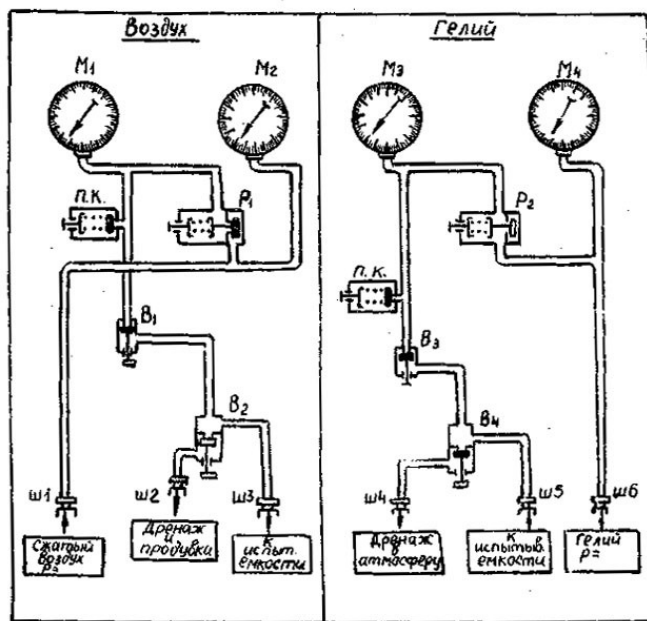 Воздух
М1
М2
П.К.
Р1
В1
В2
Ш1
Ш2
Ш3
Сжатый
воздух
Р=
Дренаж
и
продувки
К
испыт.
ёмкости
Гелий
М3
М4
Р2
П.К.
В3
В4
Ш4
Ш5
Ш6
Дренаж
в
атмосферу
К
испытыв.
емкости
Гелий
Р=